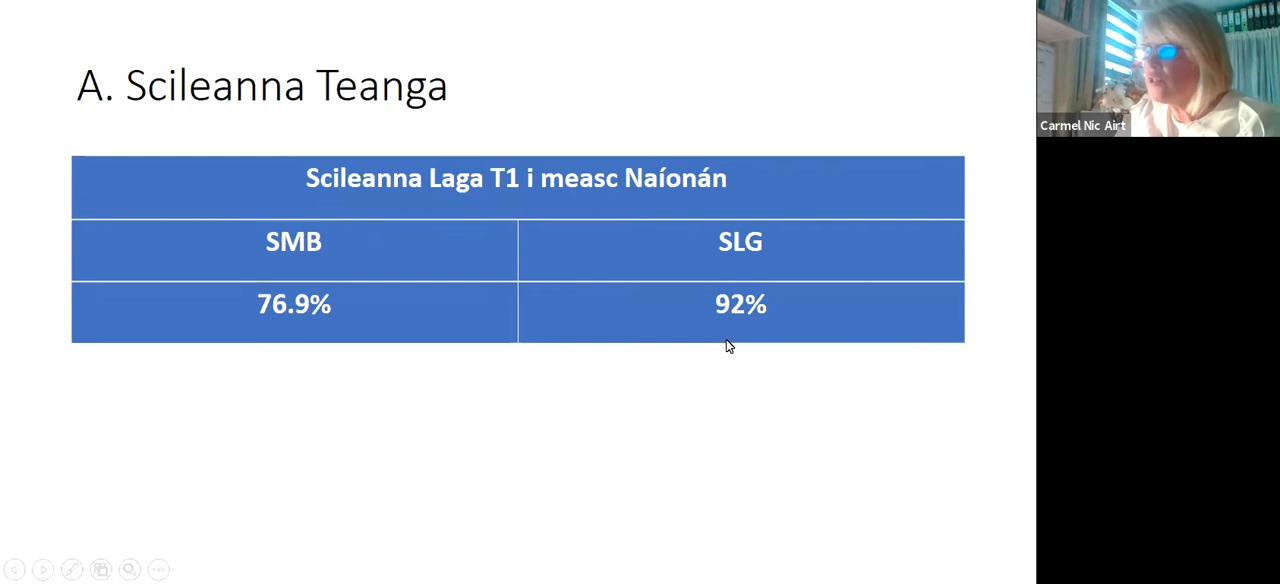 A. Scileanna Teanga
Scileanna Laga T1 i measc Naíonán
SMB
SLG
76.9%
92%
Carmel Nic Airt